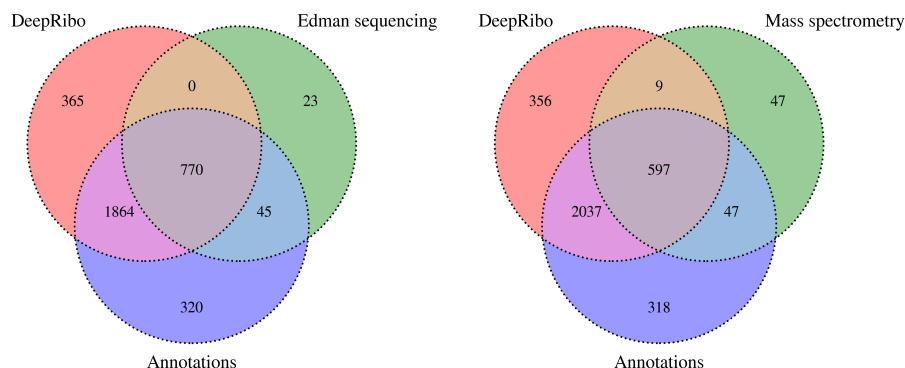 DeepRibo
Edman sequencing
365
0
23
770
1864
45
320
Annotations
DeepRibo
Mass spectrometry
356
9
47
597
2037
47
318
Annotations